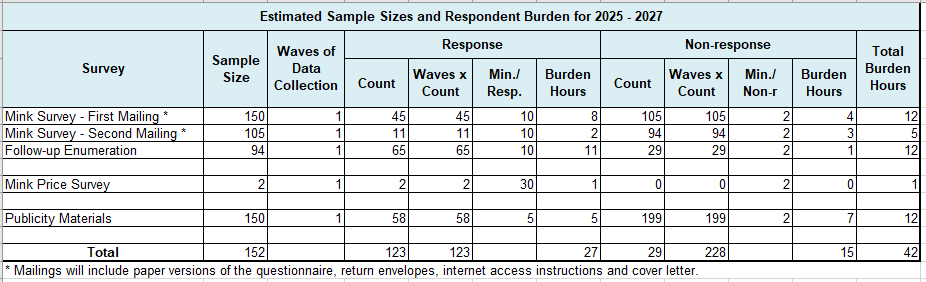 Estimated Sample Sizes and Respondent Burden for 2025 - 2027
Survey Sample Size Waves of Data Collection Response Non-response Total Burden Hours
Count Waves x Count Min./ Resp. Burden Hours Count Waves x Count Min./ Non-r Burden Hours
Mink Survey - First Mailing * 150 1 45 45 10 8 105 105 2 4 12
Mink Survey - Second Mailing * 105 1 11 11 10 2 94 94 2 3 5
Follow-up Enumeration 94 1 65 65 10 11 29 29 2 1 12
Mink Price Survey 2 1 2 2 30 1 0 0 2 0 1
Publicity Materials 150 1 58 58 5 5 199 199 2 7 12
Total 152 123 123 27 29 228 15 42
* Mailings will include paper versions of the questionnaire, return envelopes, internet access instructions and cover letter.